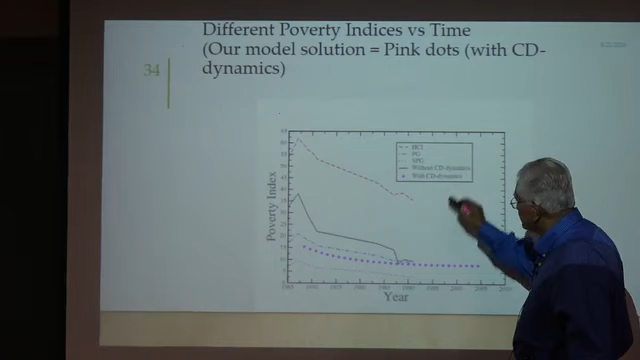 Different Poverty Indices vs Time
(Our model solution = Pink dots (with CD-
dynamics)
34
HCI
PG
SPG
Without CD-dynamics
With CD-dynamics
Poverty Index
Year